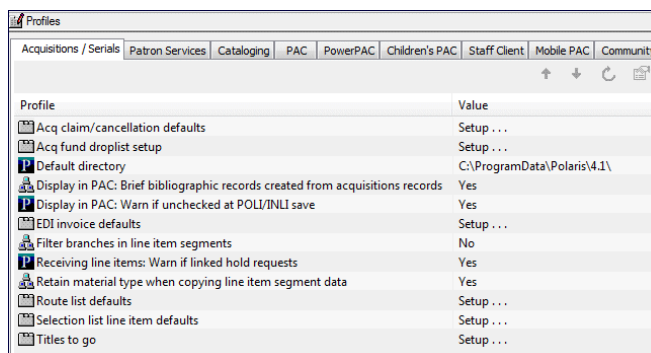 Profiles
Acquisitions / Serials Patron Services Cataloging PAC PowerPAC Children's PAC Staff Client Mobile PAC Community
Profile Value
Acq claim/cancellation defaults Setup . . .
Acq fund droplist setup Setup . . .
Default directory C:\ProgramData\Polaris\4.1\
Display in PAC: Brief bibliographic records created from acquisitions records Yes
Display in PAC: Warn if unchecked at POLI/INLI save Yes
EDI invoice defaults Setup . . .
Filter branches in line item segments No
Receiving line items: Warn if linked hold requests Yes
Retain material type when copying line item segment data Yes
Route list defaults Setup . . .
Selection list line item defaults Setup . . .
Titles to go Setup . . .